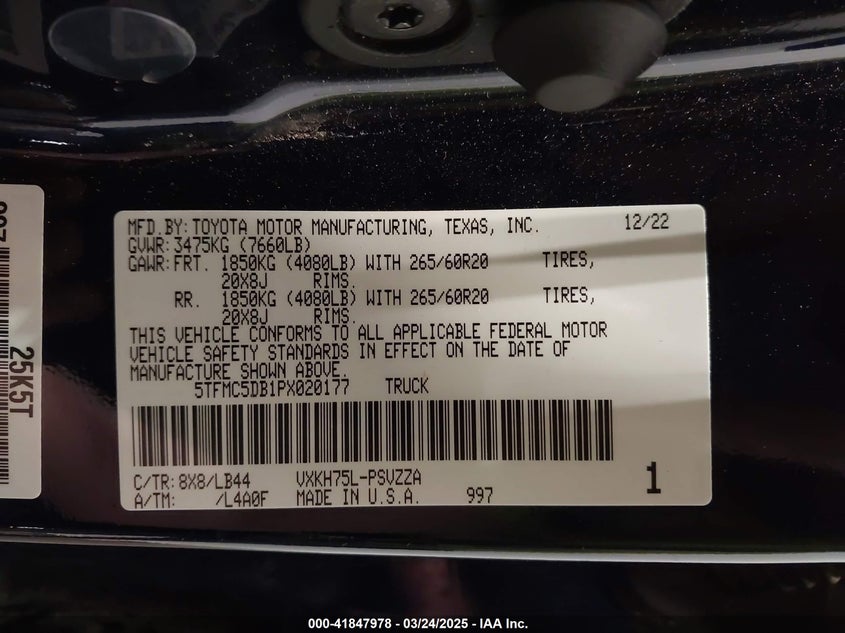 MFD.BY: TOYOTA MOTOR MANUFACTURING, TEXAS, INC. 12/22
GVWR: 3475KG (7660LB)
GAWR: FRT. 1850KG (4080LB) WITH 265/60R20 TIRES,
20X8J RIMS.
RR. 1850KG (4080LB) WITH 265/60R20 TIRES,
20X8J RIMS.
THIS VEHICLE CONFORMS TO ALL APPLICABLE FEDERAL MOTOR
VEHICLE SAFETY STANDARDS IN EFFECT ON THE DATE OF
MANUFACTURE SHOWN ABOVE.
5TFMC5DB1PX020177 TRUCK
C/TR: 8X8/LB44 VXKH75L-PSVZZA
A/TM: /L4A0F MADE IN U.S.A. 997
1
25K5T
000-41847978 - 03/24/2025 - IAA Inc.